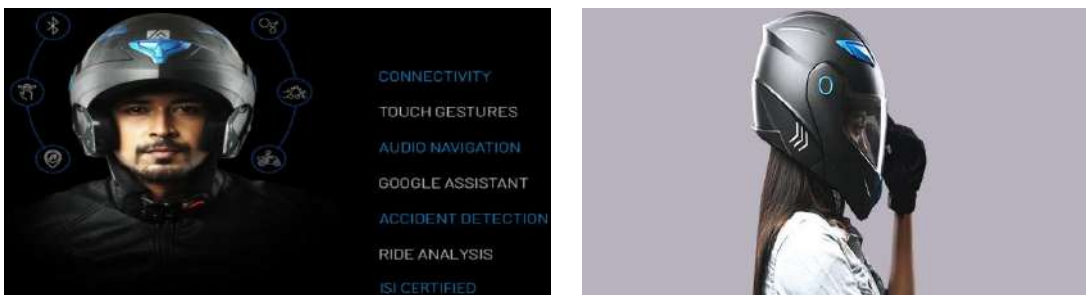 CONNECTIVITY
TOUCH GESTURES
AUDIO NAVIGATION
GOOGLE ASSISTANT
ACCIDENT DETECTION
RIDE ANALYSIS
ISI CERTIFIED